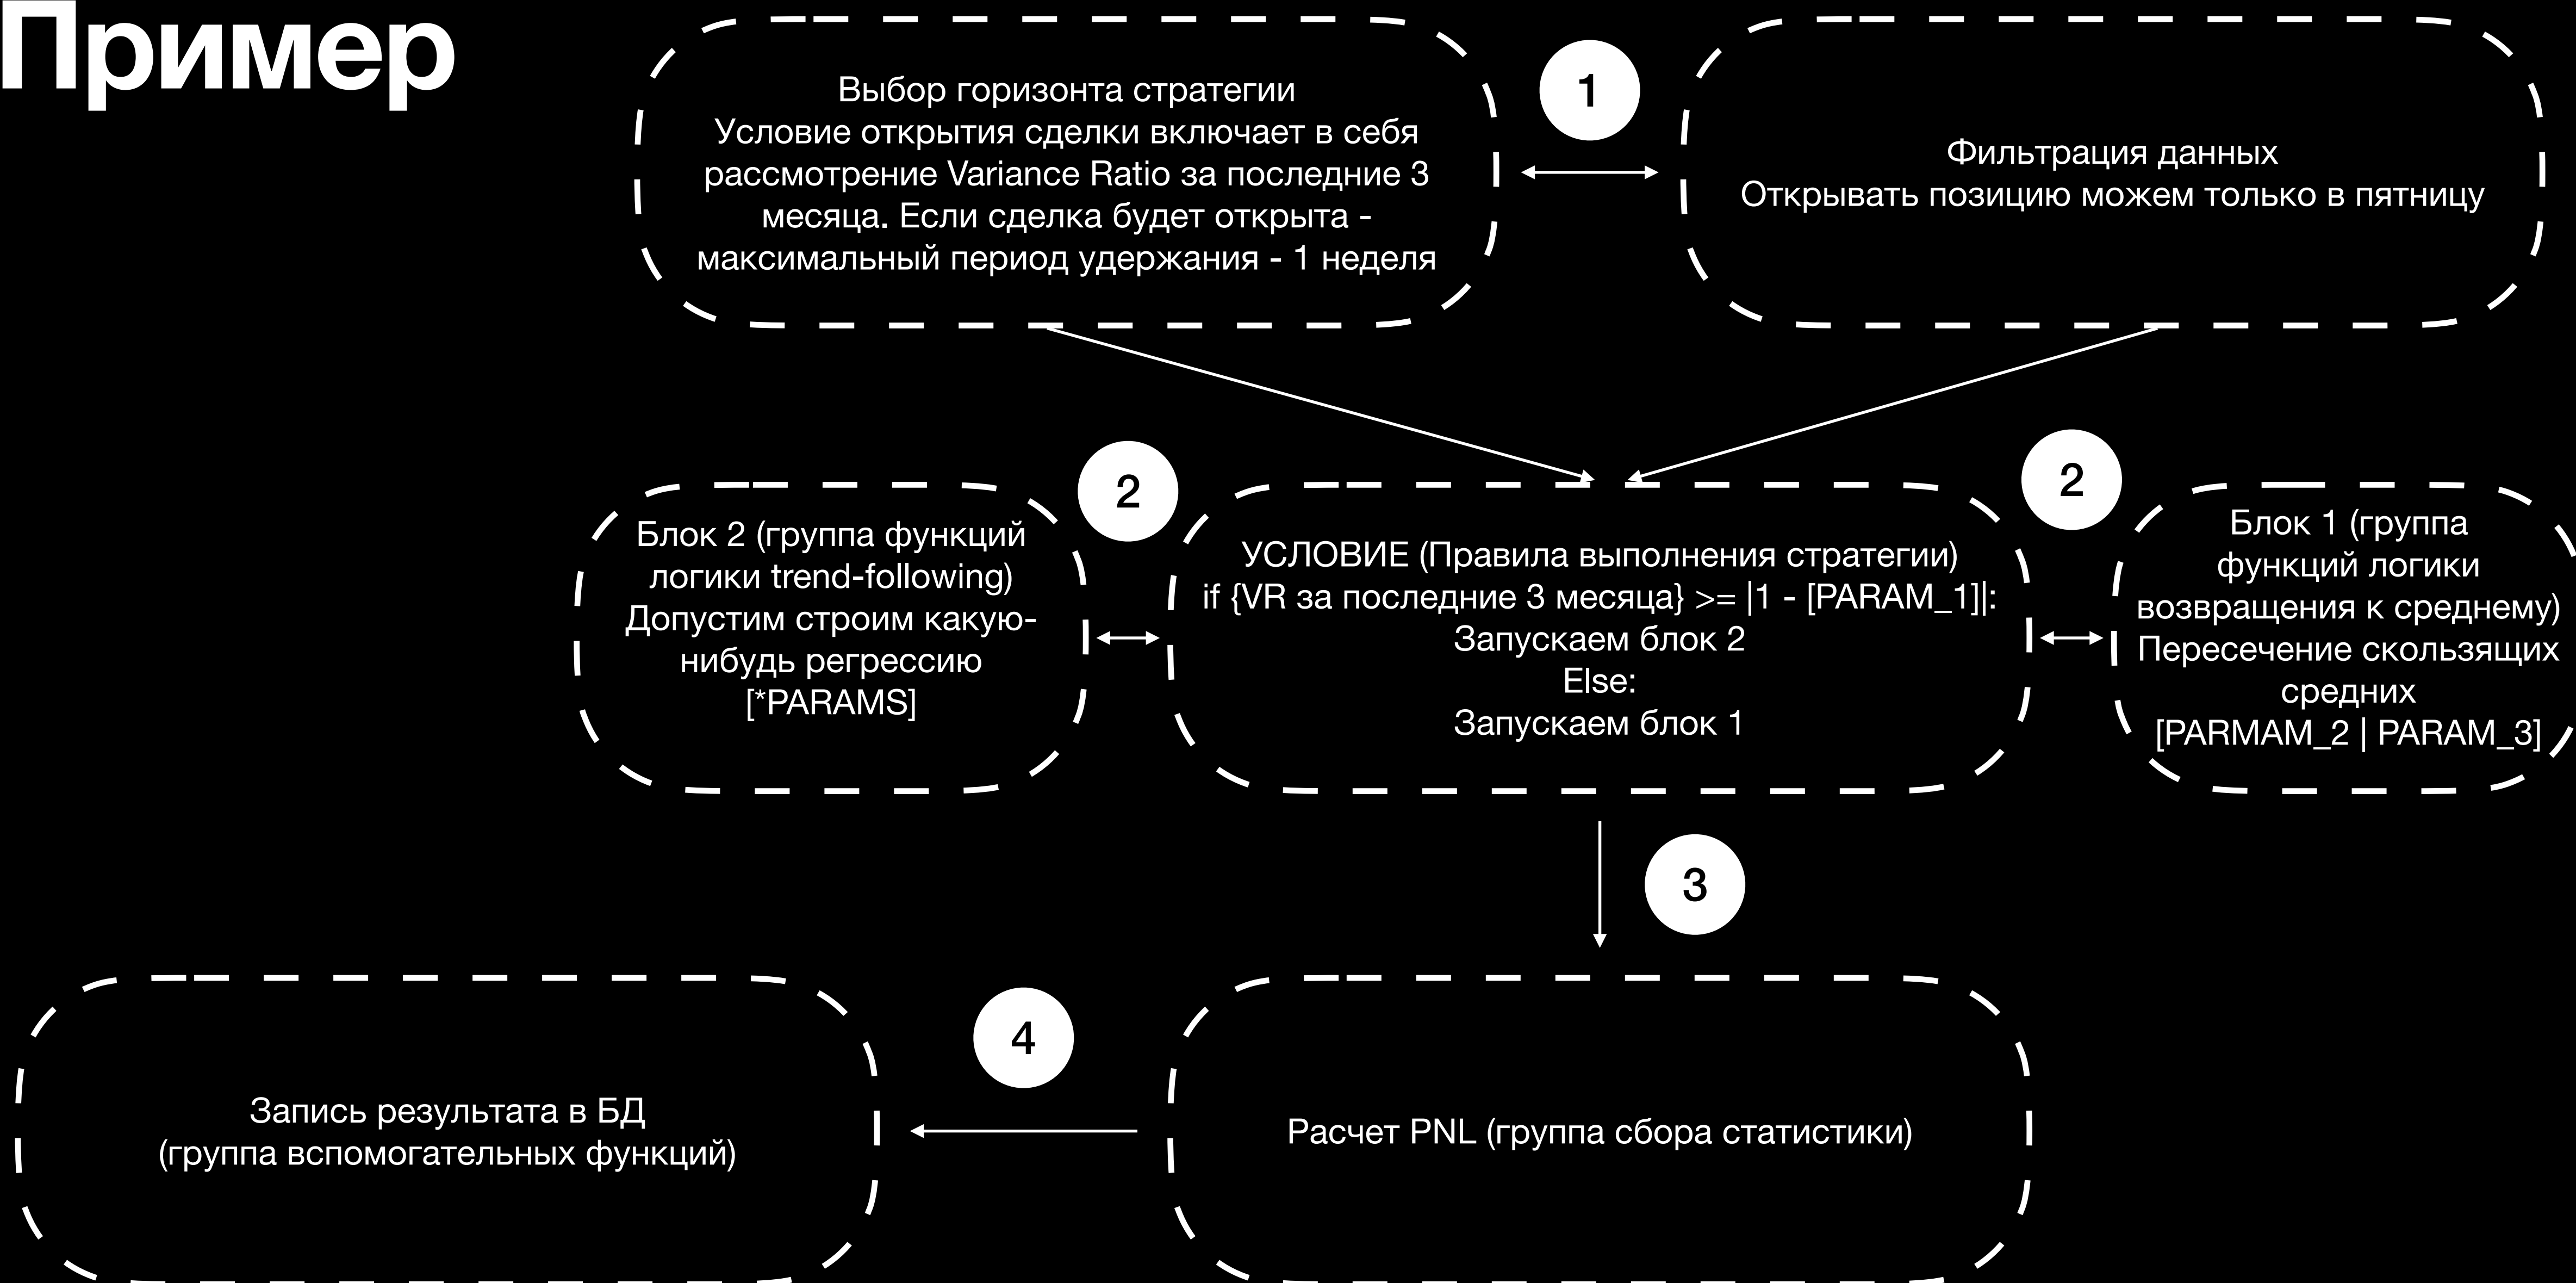 Пример
Выбор горизонта стратегии
Условие открытия сделки включает в себя
рассмотрение Variance Ratio за последние 3
месяца. Если сделка будет открыта -
максимальный период удержания - 1 неделя
1
Фильтрация данных
Открывать позицию можем только в пятницу
Блок 2 (группа функций
логики trend-following)
Допустим строим какую-
нибудь регрессию
[*PARAMS]
2
УСЛОВИЕ (Правила выполнения стратегии)
if {VR за последние 3 месяца} >= |1 - [PARAM_1]|:
Запускаем блок 2
Else:
Запускаем блок 1
2
Блок 1 (группа
функций логики
возвращения к среднему)
Пересечение скользящих
средних
[PARMAM_2 | PARAM_3]
3
Запись результата в БД
(группа вспомогательных функций)
4
Расчет PNL (группа сбора статистики)